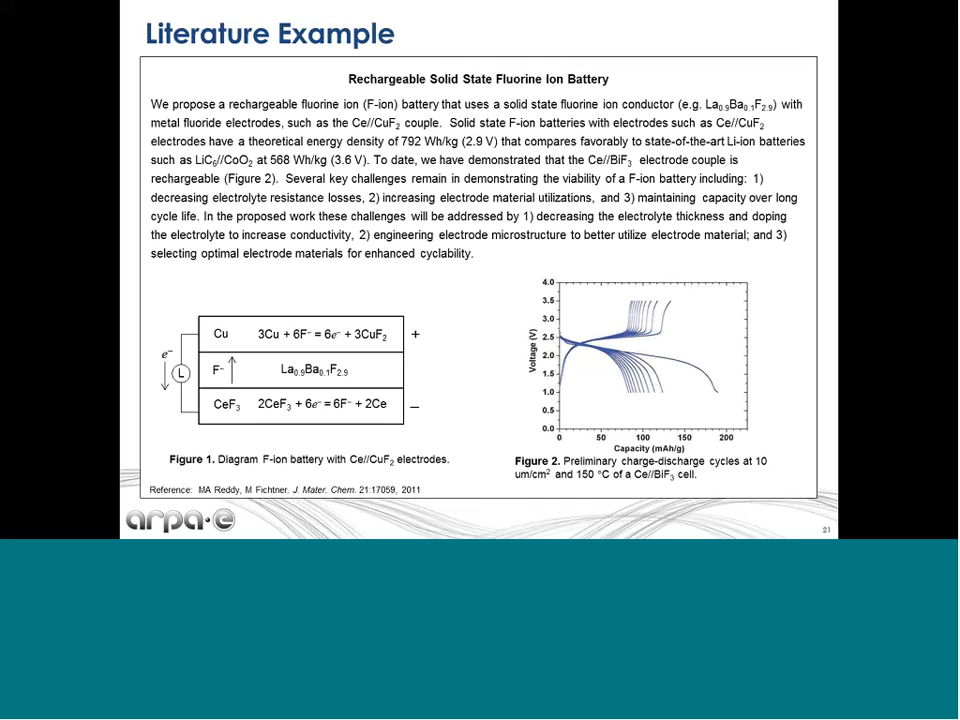 Literature Example
Rechargeable Solid State Fluorine Ion Battery
We propose a rechargeable fluorine ion (F-ion) battery that uses a solid state fluorine ion conductor (e.g. La0.9Ba0.1F2.9) with
metal fluoride electrodes, such as the Ce//CuF2 couple. Solid state F-ion batteries with electrodes such as Ce//CuF2
electrodes have a theoretical energy density of 792 Wh/kg (2.9 V) that compares favorably to state-of-the-art Li-ion batteries
such as LiC6//CoO2 at 568 Wh/kg (3.6 V). To date, we have demonstrated that the Ce//BiF3 electrode couple is
rechargeable (Figure 2). Several key challenges remain in demonstrating the viability of a F-ion battery including: 1)
decreasing electrolyte resistance losses, 2) increasing electrode material utilizations, and 3) maintaining capacity over long
cycle life. In the proposed work these challenges will be addressed by 1) decreasing the electrolyte thickness and doping
the electrolyte to increase conductivity, 2) engineering electrode microstructure to better utilize electrode material; and 3)
selecting optimal electrode materials for enhanced cyclability.
e−
L
Cu 3Cu + 6F− = 6e− + 3CuF2 +
F− La0.9Ba0.1F2.9
CeF3 2CeF3 + 6e− = 6F− + 2Ce −
Figure 1. Diagram F-ion battery with Ce//CuF2 electrodes.
Voltage (V)
4.0
3.5
3.0
2.5
2.0
1.5
1.0
0.5
0.0
0 50 100 150 200
Capacity (mAh/g)
Figure 2. Preliminary charge-discharge cycles at 10
um/cm2 and 150 °C of a Ce//BiF3 cell.
Reference: MA Reddy, M Fichtner. J. Mater. Chem. 21:17059, 2011
arpa·e
21